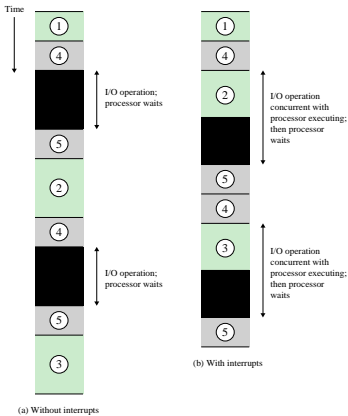 Time
1
4
I/O operation;
processor waits
5
2
4
I/O operation;
processor waits
5
3
(a) Without interrupts
1
4
2
I/O operation
concurrent with
processor executing;
then processor
waits
5
4
3
I/O operation
concurrent with
processor executing;
then processor
waits
5
(b) With interrupts